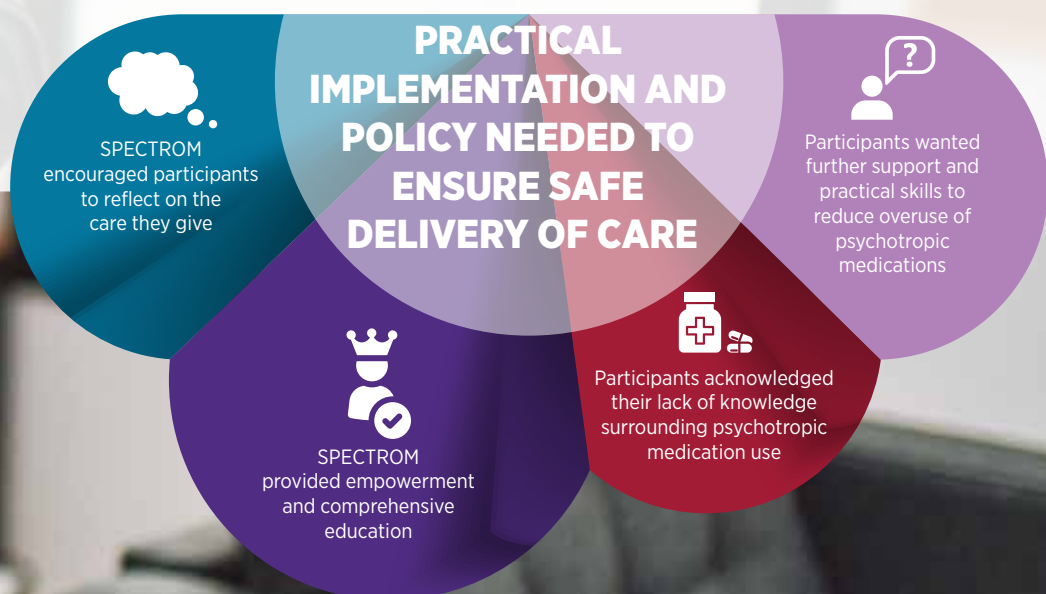 PRACTICAL
IMPLEMENTATION AND
POLICY NEEDED TO
ENSURE SAFE
DELIVERY OF CARE
SPECTROM
encouraged participants
to reflect on the
care they give
SPECTROM
provided empowerment
and comprehensive
education
Participants acknowledged
their lack of knowledge
surrounding psychotropic
medication use
?
Participants wanted
further support and
practical skills to
reduce overuse of
psychotropic
medications